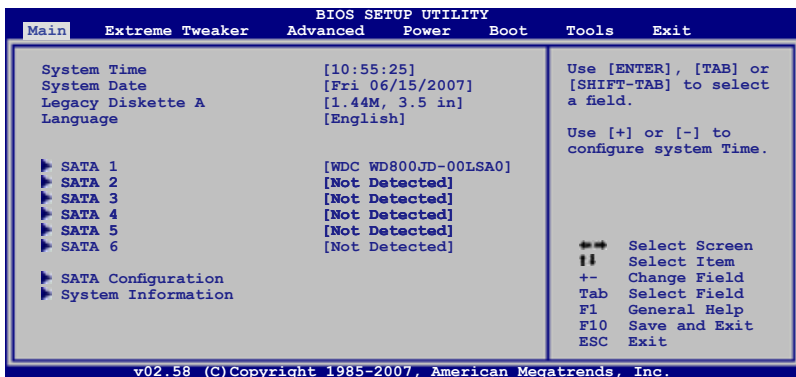 BIOS SETUP UTILITY
Main Extreme Tweaker Advanced Power Boot Tools Exit
System Time [10:55:25]
System Date [Fri 06/15/2007]
Legacy Diskette A [1.44M, 3.5 in]
Language [English]
SATA 1 [WDC WD800JD-00LSA0]
SATA 2 [Not Detected]
SATA 3 [Not Detected]
SATA 4 [Not Detected]
SATA 5 [Not Detected]
SATA 6 [Not Detected]
SATA Configuration
System Information
Use [ENTER], [TAB] or
[SHIFT-TAB] to select
a field.
Use [+] or [-] to
configure system Time.
←→ Select Screen
↑↓ Select Item
+- Change Field
Tab Select Field
F1 General Help
F10 Save and Exit
ESC Exit
v02.58 (C)Copyright 1985-2007, American Megatrends, Inc.